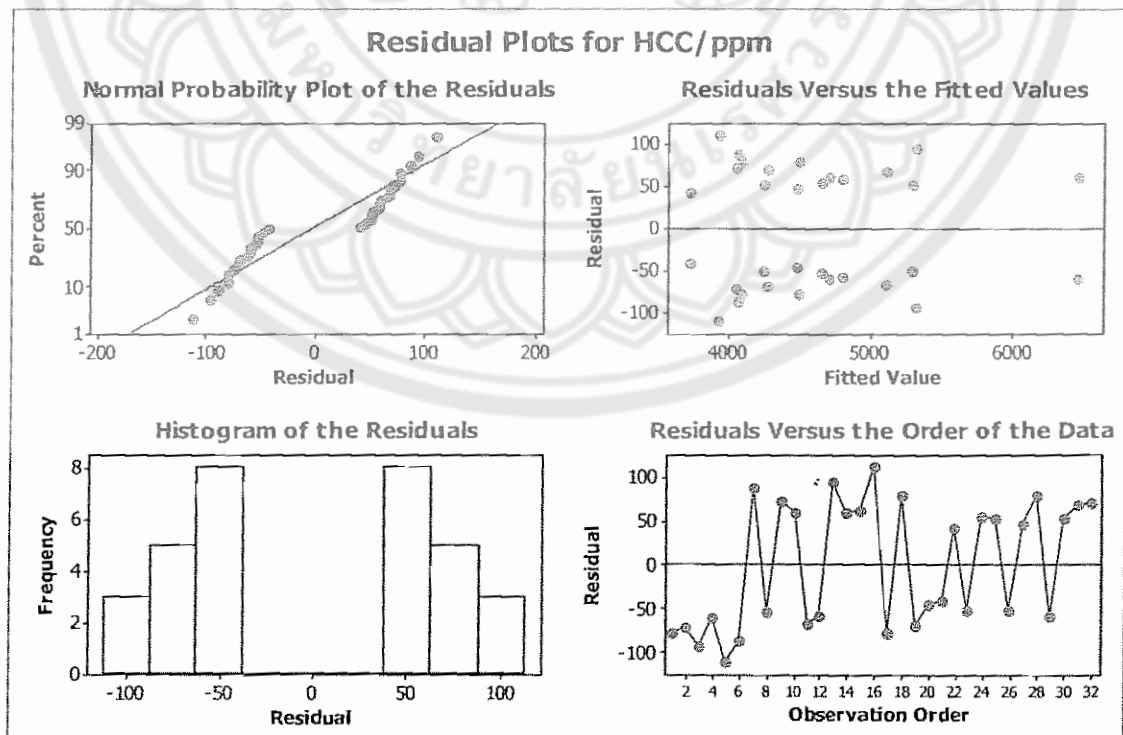 Residual Plots for HCC/ppm
Normal Probability Plot of the Residuals
99
90
50
10
1
Percent
-200 -100 0 100 200
Residual
Residuals Versus the Fitted Values
100
50
0
-50
-100
Residual
4000 5000 6000
Fitted Value
Histogram of the Residuals
8
6
4
2
0
Frequency
-100 -50 0 50 100
Residual
Residuals Versus the Order of the Data
100
50
0
-50
-100
Residual
2 4 6 8 10 12 14 16 18 20 22 24 26 28 30 32
Observation Order